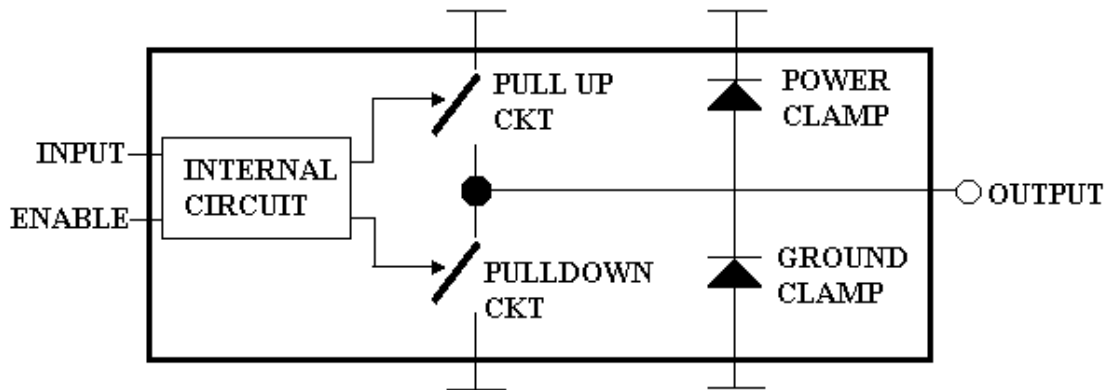 PULL UP
CKT
POWER
CLAMP
INPUT
ENABLE
INTERNAL
CIRCUIT
OUTPUT
PULLDOWN
CKT
GROUND
CLAMP